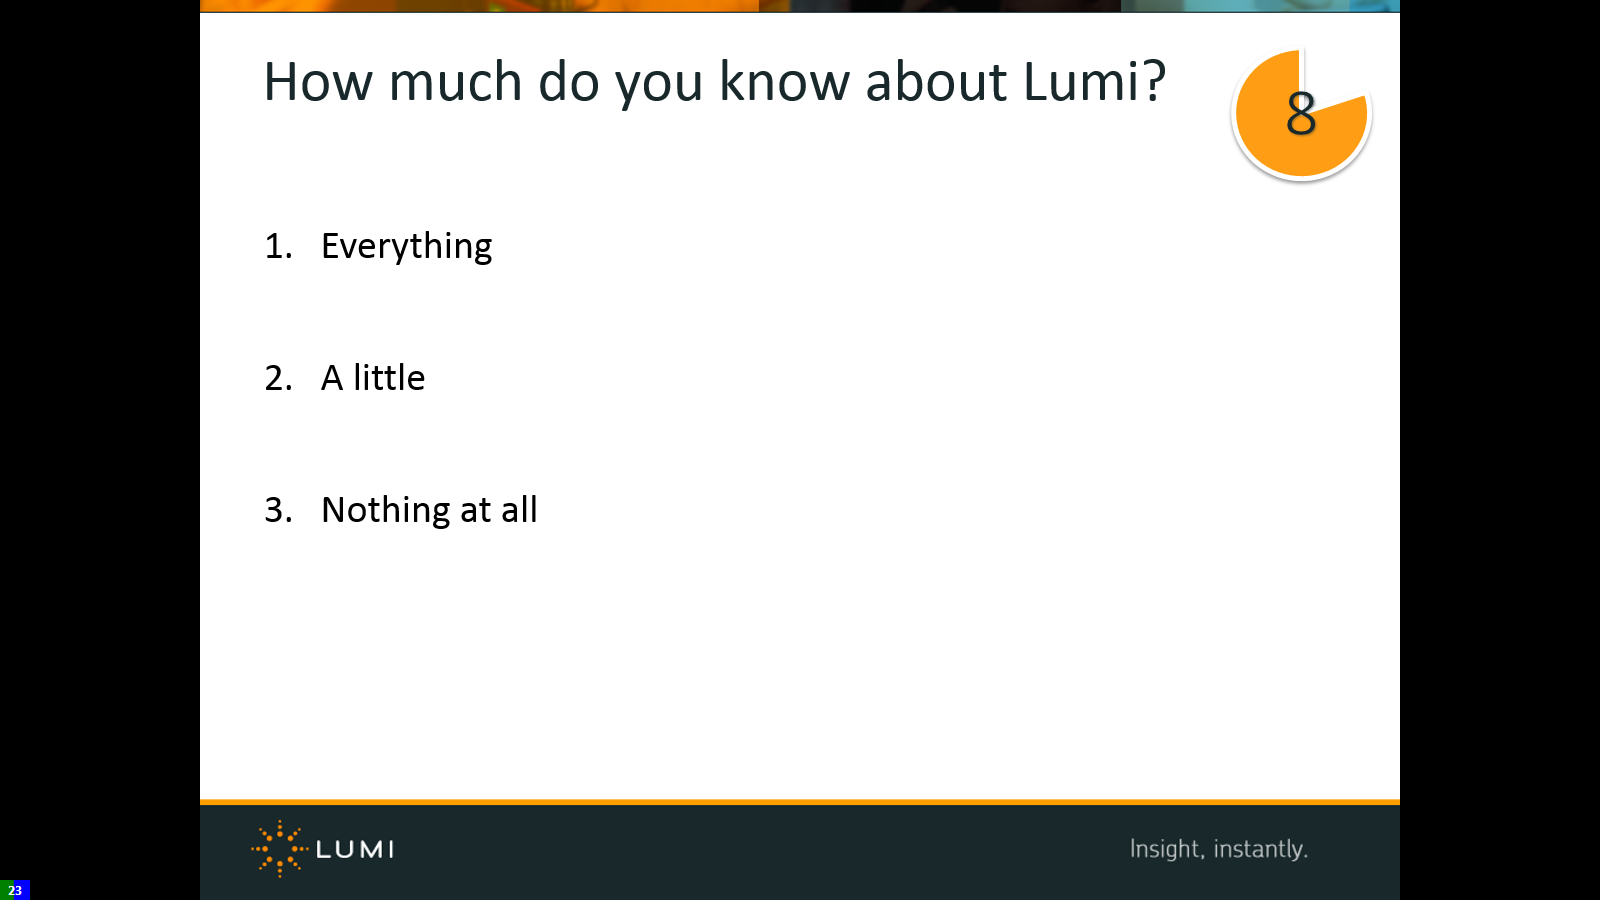 How much do you know about Lumi?
8
1. Everything
2. A little
3. Nothing at all
LUMI
Insight, instantly.
23